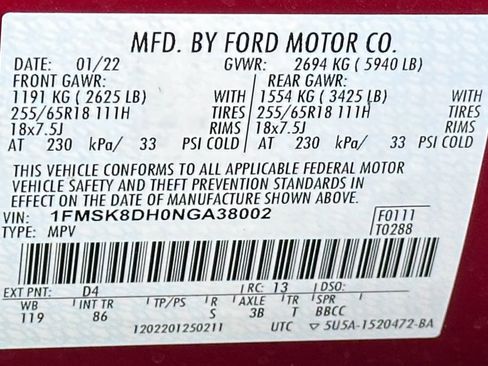 MFD. BY FORD MOTOR CO.
DATE: 01/22 GVWR: 2694 KG ( 5940 LB)
FRONT GAWR: REAR GAWR:
1191 KG ( 2625 LB) WITH 1554 KG ( 3425 LB) WITH
255/65R18 111H TIRES 255/65R18 111H TIRES
18x7.5J RIMS 18x7.5J RIMS
AT 230 kPa/ 33 PSI COLD AT 230 kPa/ 33 PSI COLD
THIS VEHICLE CONFORMS TO ALL APPLICABLE FEDERAL MOTOR
VEHICLE SAFETY AND THEFT PREVENTION STANDARDS IN
EFFECT ON THE DATE OF MANUFACTURE SHOWN ABOVE.
VIN: 1FMSK8DH0NGA38002 F0111
TYPE: MPV T0288
EXT PNT: D4 RC: 13 DSO:
WB INT TR TP/PS R AXLE TR SPR
119 86 S 3B T BBCC
1202201250211 UTC ▽5U5A-1520472-BA